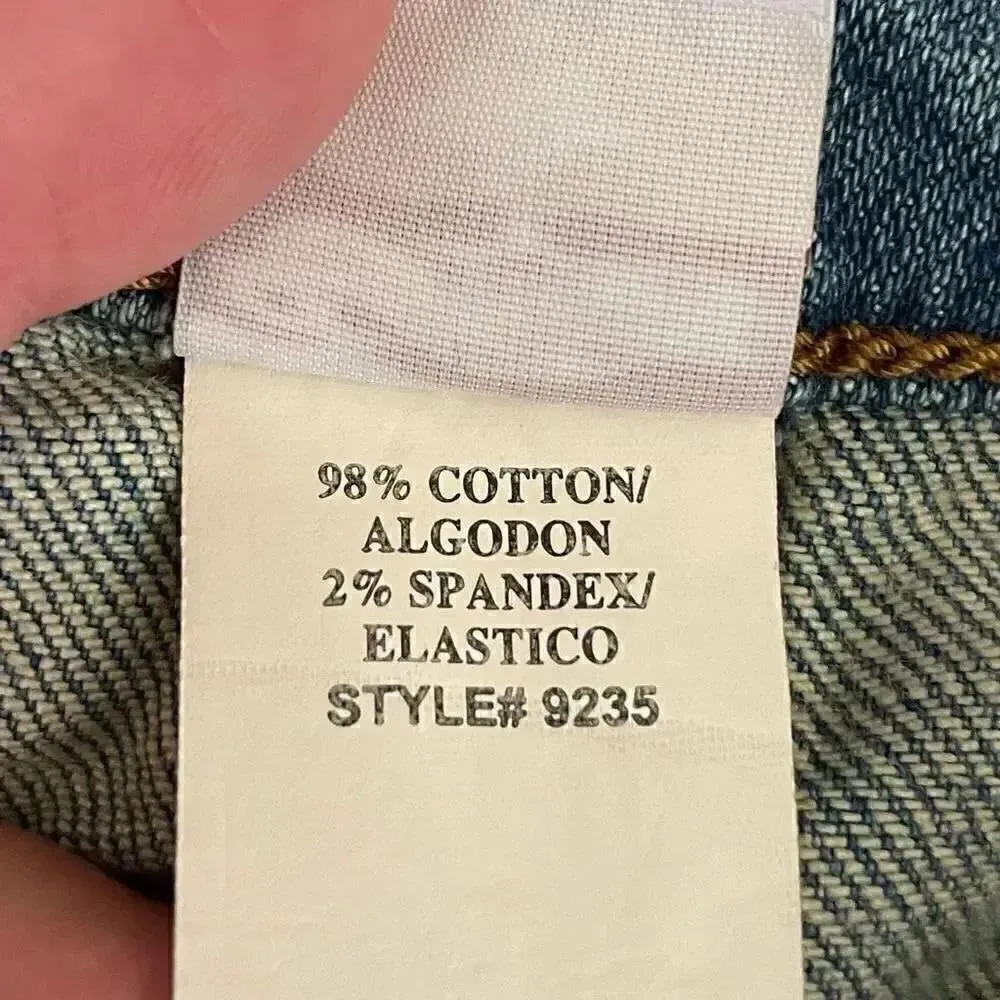 98% COTTON/
ALGODON
2% SPANDEX/
ELASTICO
STYLE# 9235